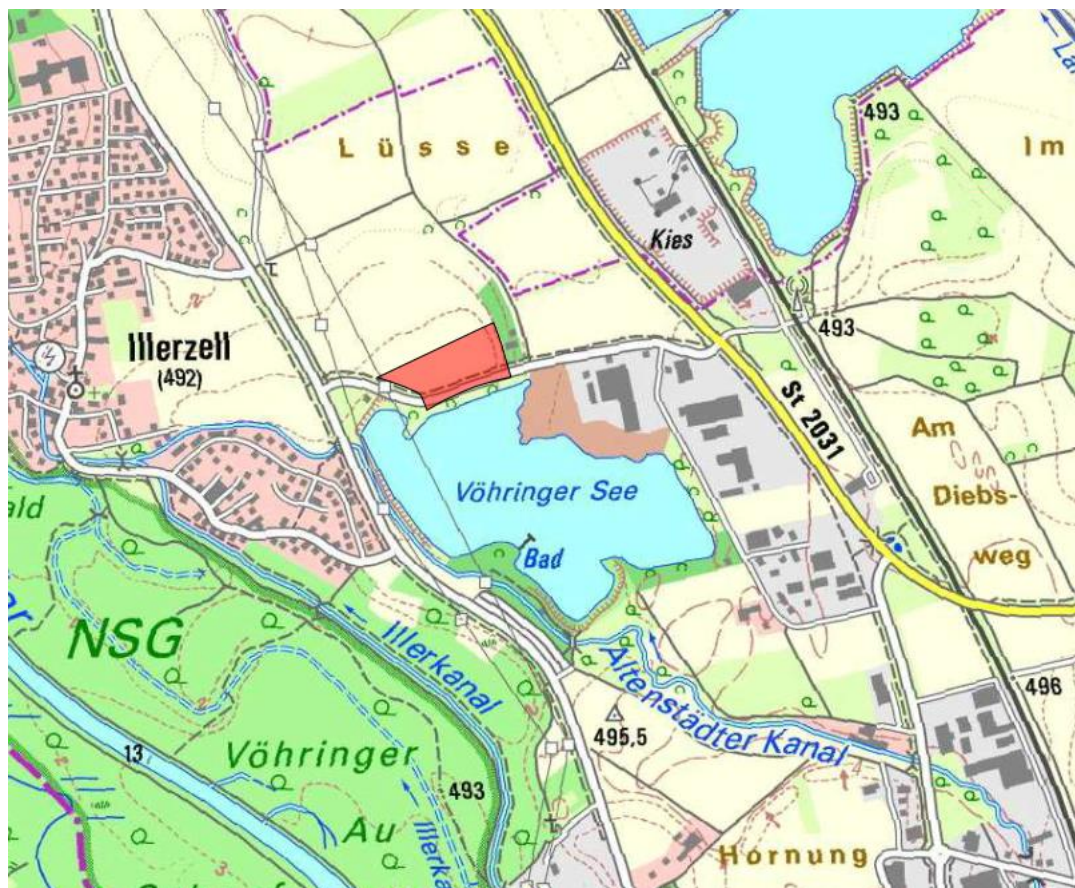 493
Lüsse
Im
Kies
493
Illerzell
(492)
St 2031
Am
Diebs-
weg
Vöhringer See
Bad
ald
NSG
Illerkanal
Altenstädter Kanal
496
495,5
13
Vöhringer
493
Au
Hornung